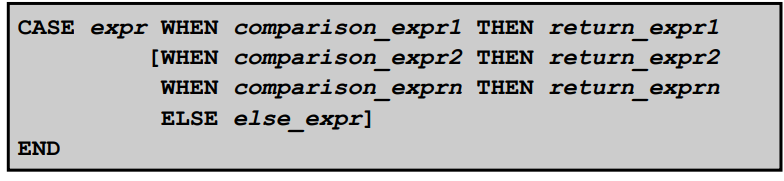 CASE expr WHEN comparison_expr1 THEN return_expr1
[WHEN comparison_expr2 THEN return_expr2
WHEN comparison_exprn THEN return_exprn
ELSE else_expr]
END